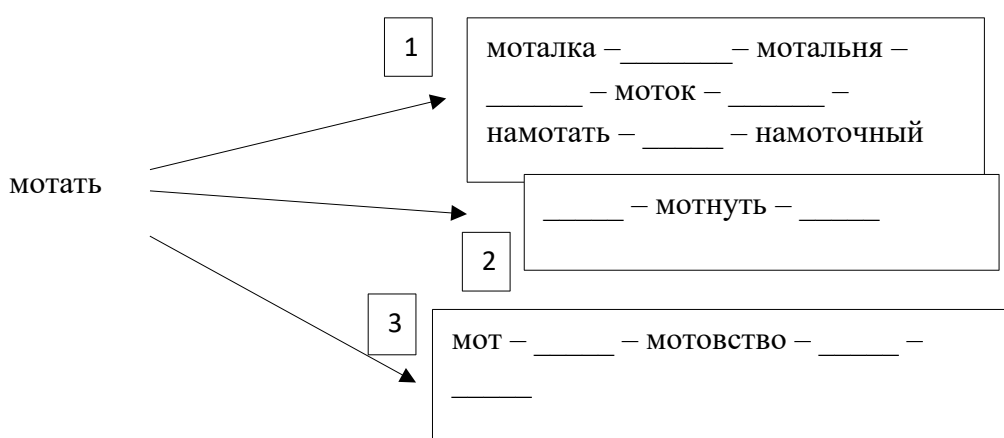 1
моталка –________– мотальня –
_______ – моток – _______ –
намотать – ______ – намоточный
мотать
______ – мотнуть – ______
2
3
мот – ______ – мотовство – ______ –
______